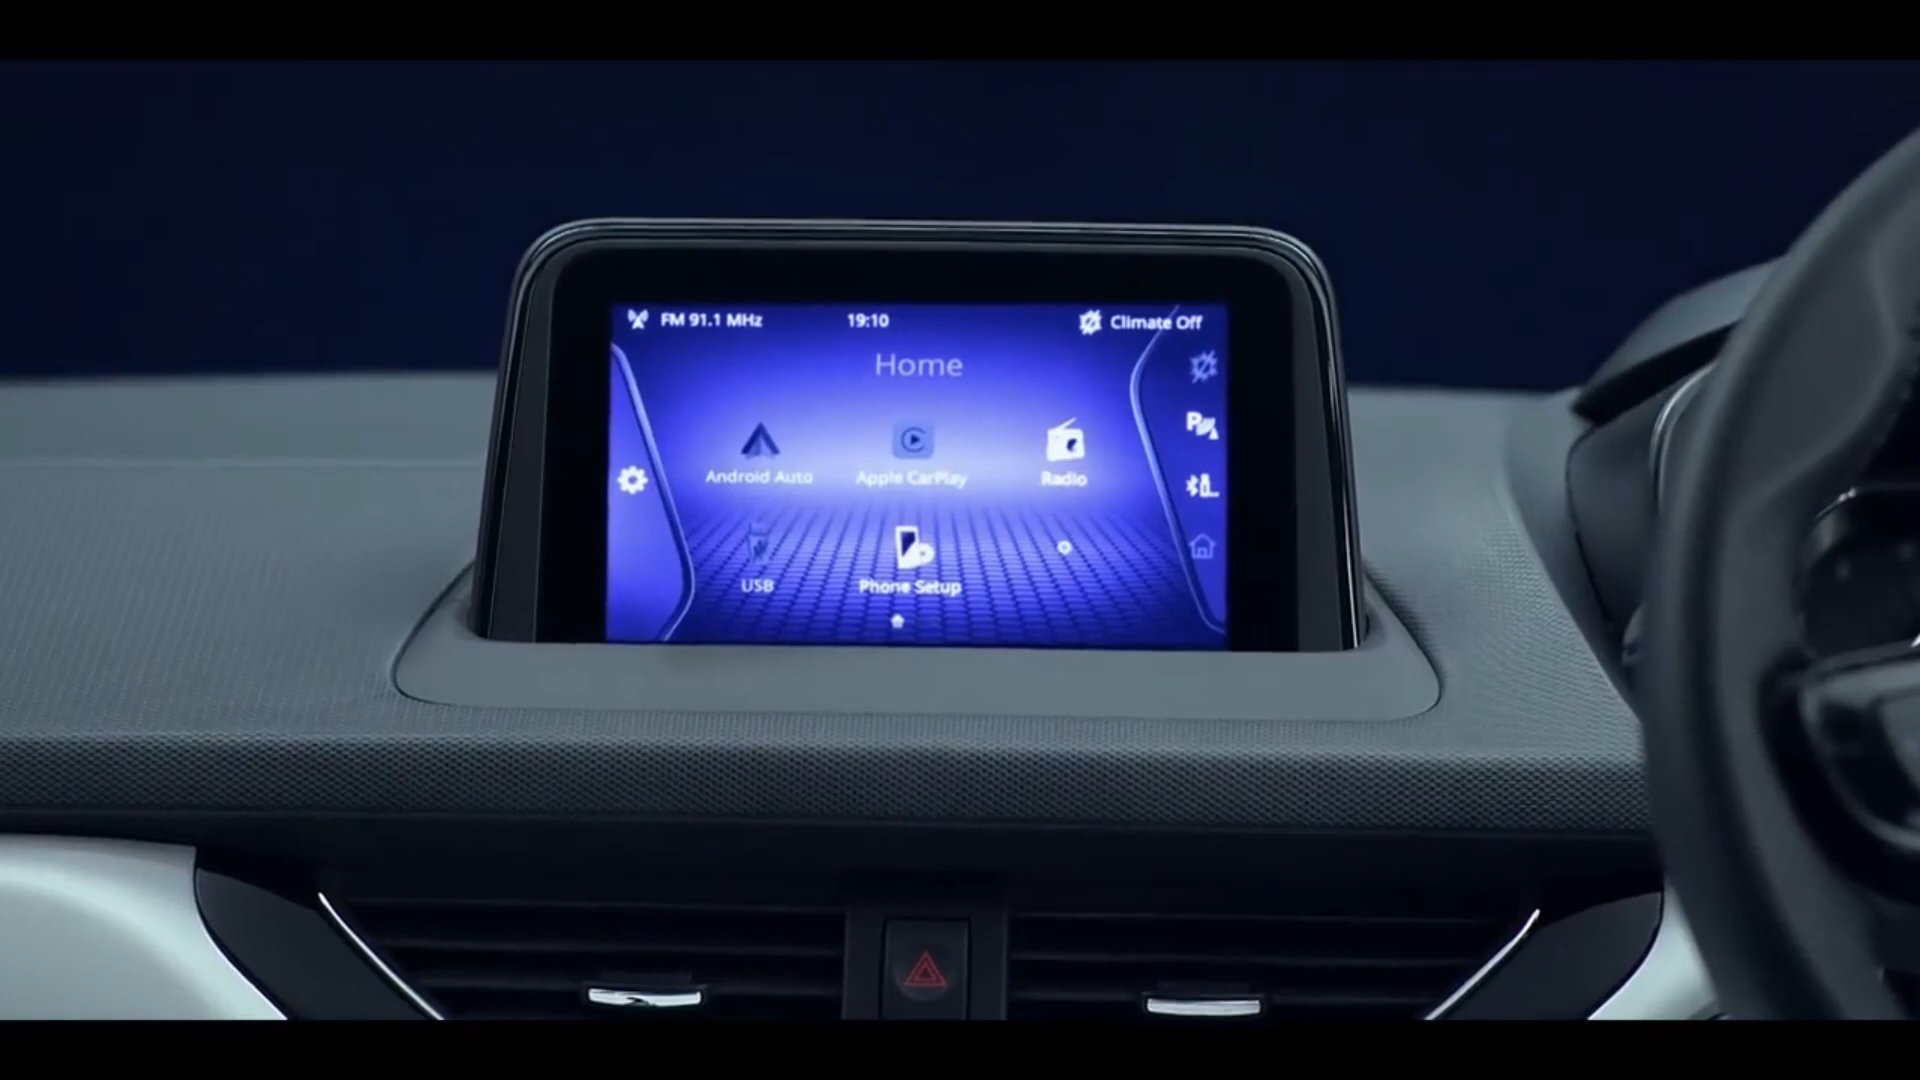 FM 91.1 MHz 19:10 Climate Off
Home
Android Auto Apple CarPlay Radio
USB Phone Setup